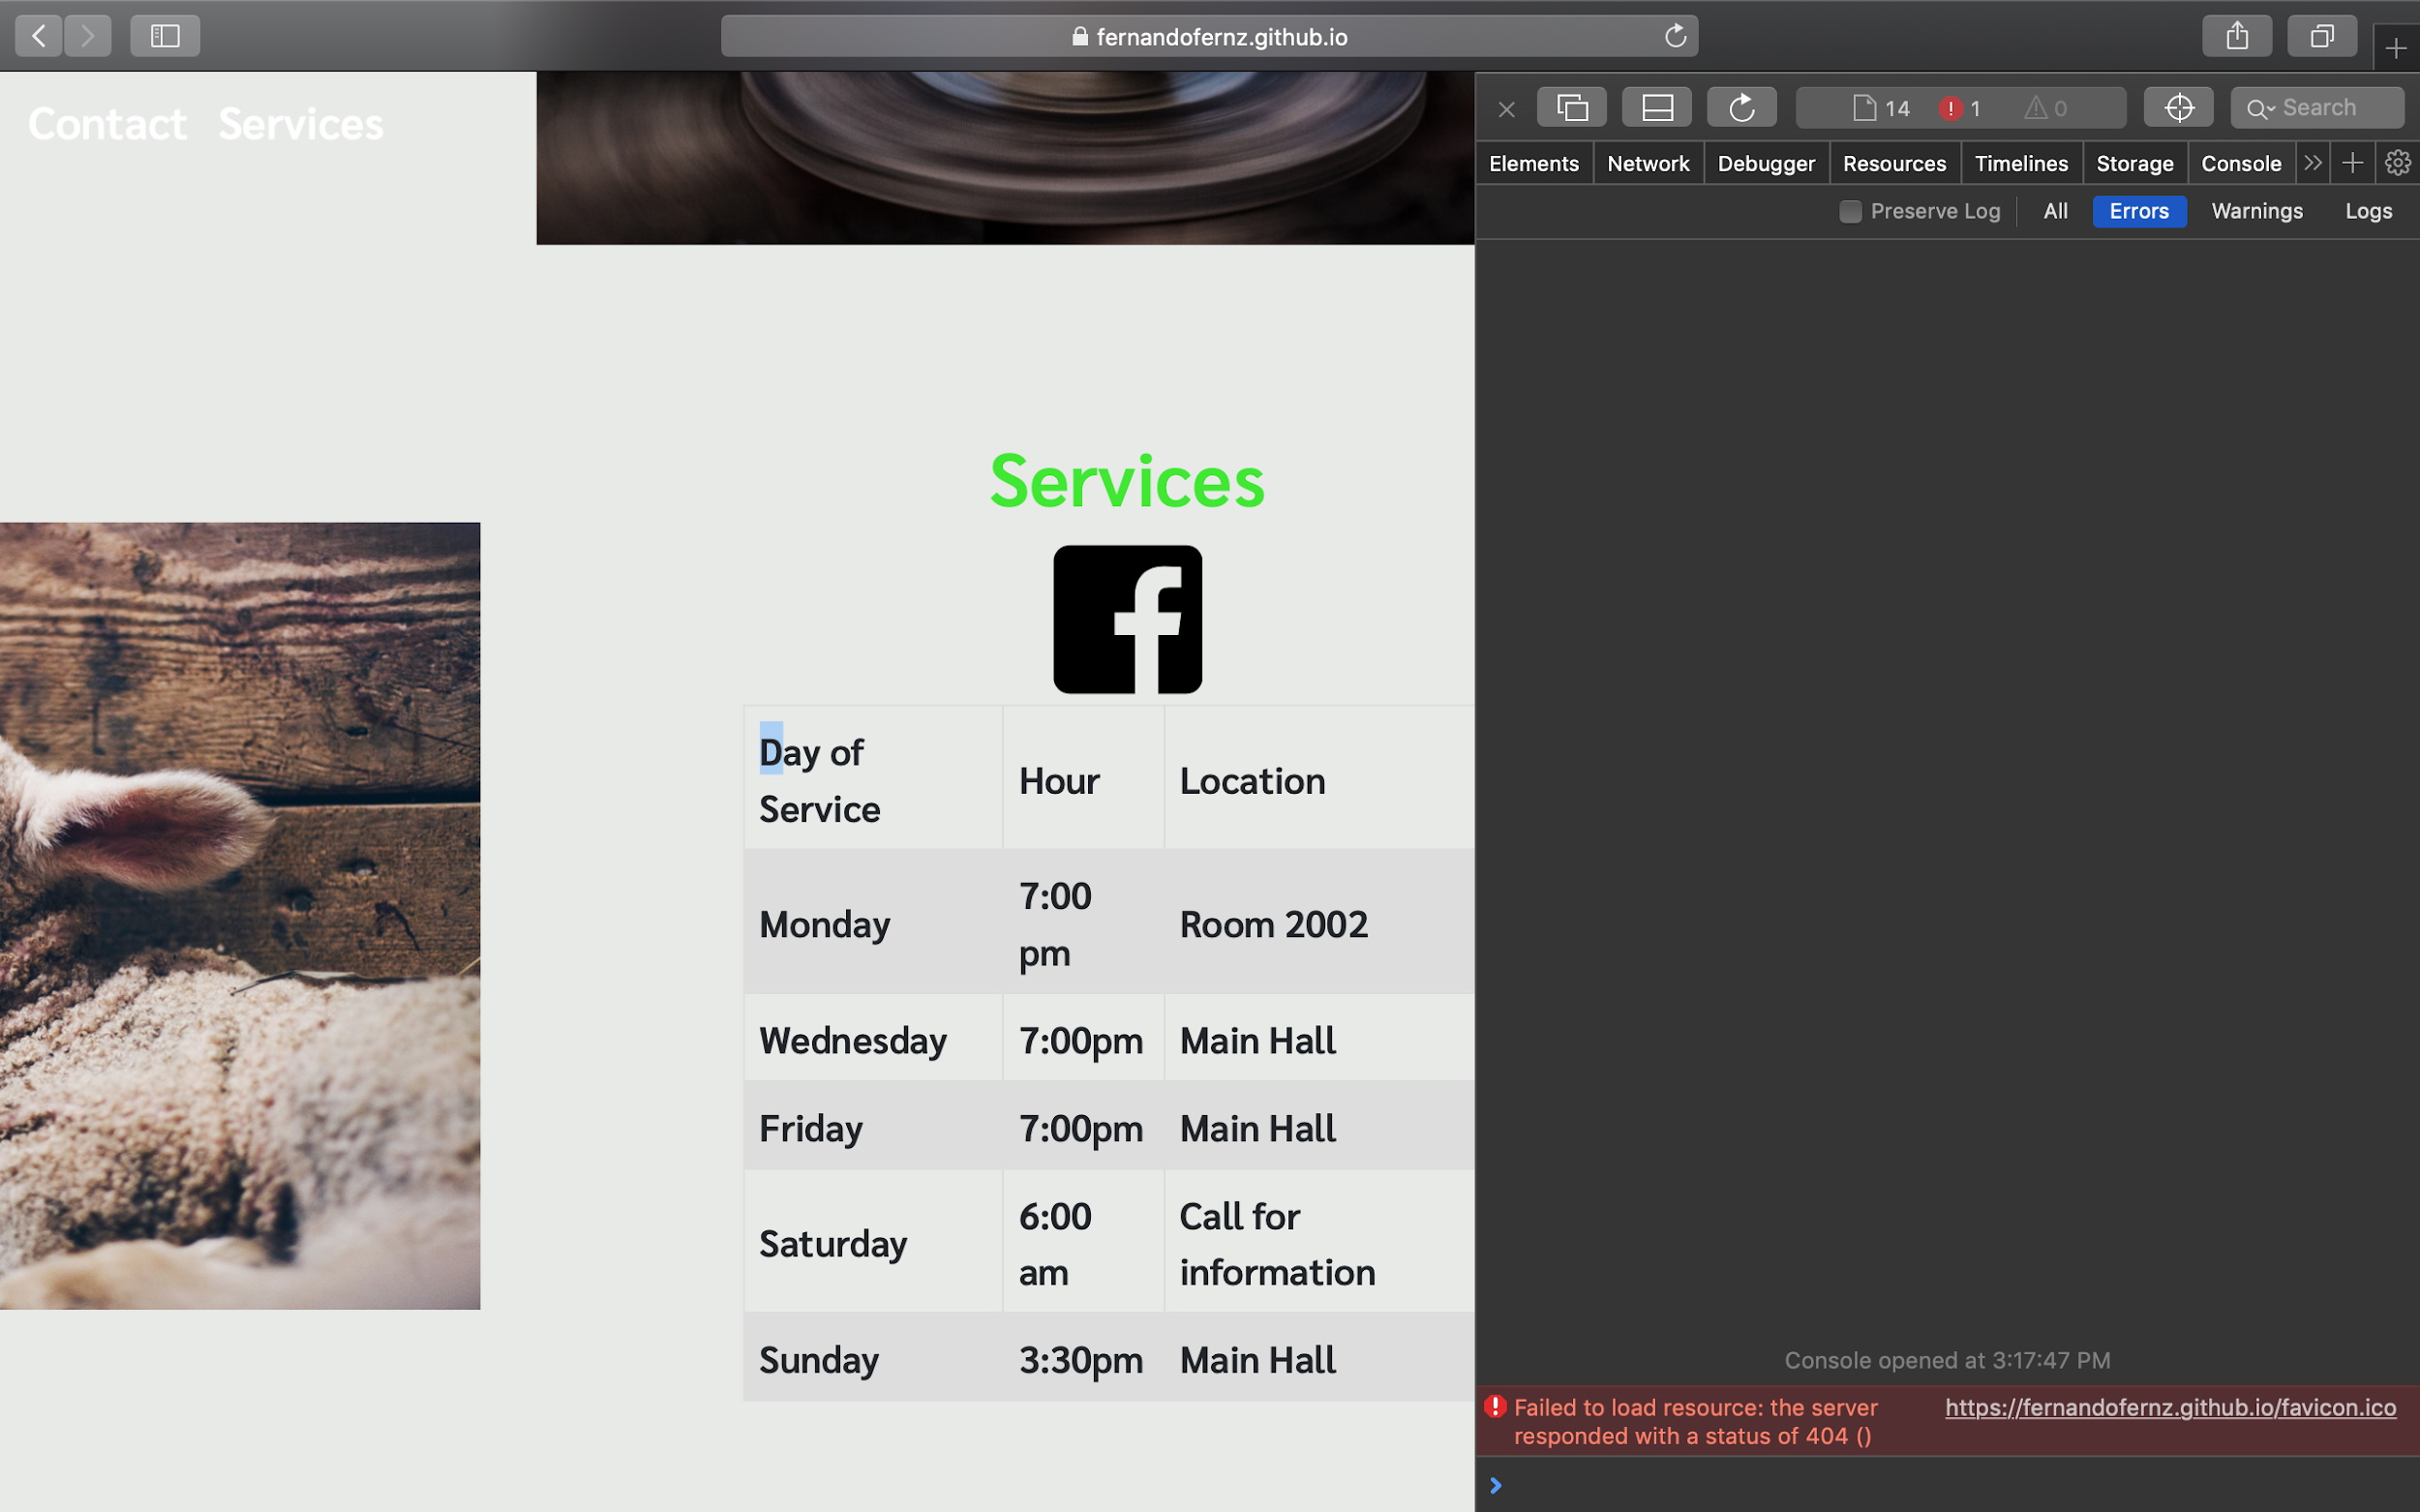 fernandofernz.github.io
Contact Services
14 1 0 Search
Elements Network Debugger Resources Timelines Storage Console
Preserve Log All Errors Warnings Logs
Services
Day of
Service
Hour
Location
Monday
7:00
pm
Room 2002
Wednesday 7:00pm Main Hall
Friday 7:00pm Main Hall
Saturday
6:00
am
Call for
information
Sunday 3:30pm Main Hall
Console opened at 3:17:47 PM
Failed to load resource: the server https://fernandofernz.github.io/favicon.ico
responded with a status of 404 ()